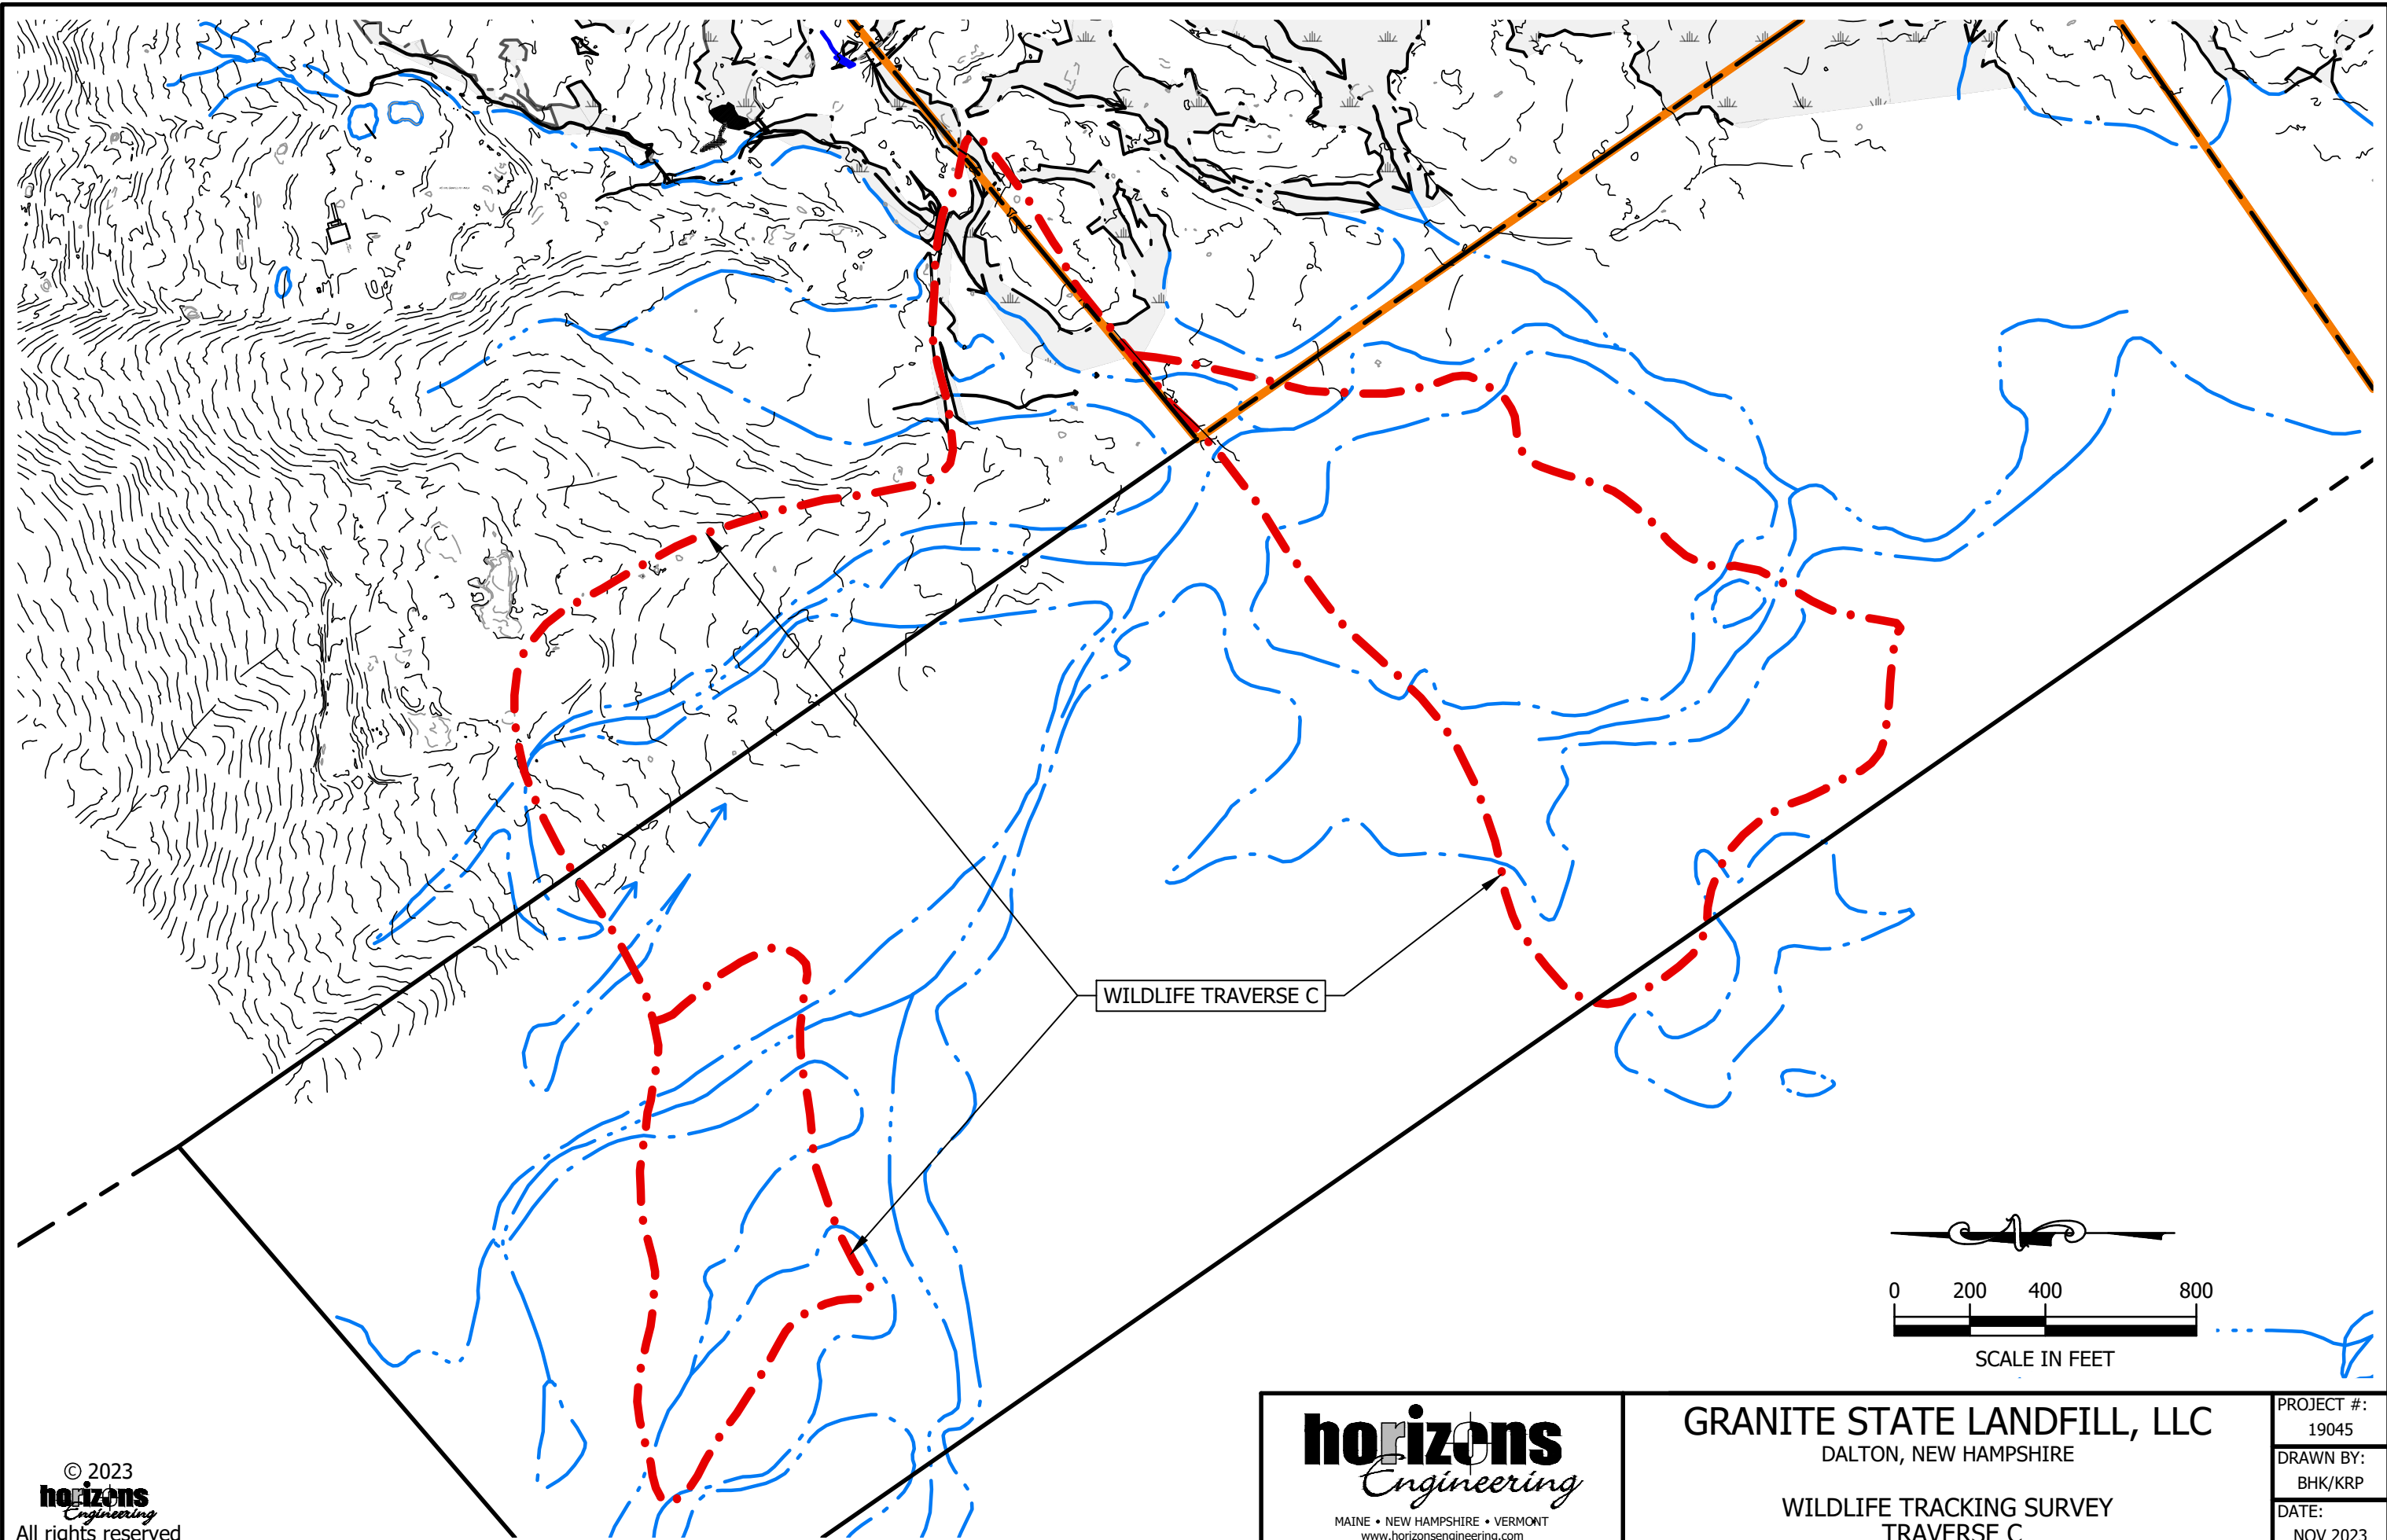 WILDLIFE TRAVERSE C
0 200 400 800
SCALE IN FEET
© 2023
horizons
Engineering
All rights reserved
horizons
Engineering
MAINE • NEW HAMPSHIRE • VERMONT
www.horizonsengineering.com
GRANITE STATE LANDFILL, LLC
DALTON, NEW HAMPSHIRE
WILDLIFE TRACKING SURVEY
TRAVERSE C
PROJECT #:
19045
DRAWN BY:
BHK/KRP
DATE:
NOV 2023